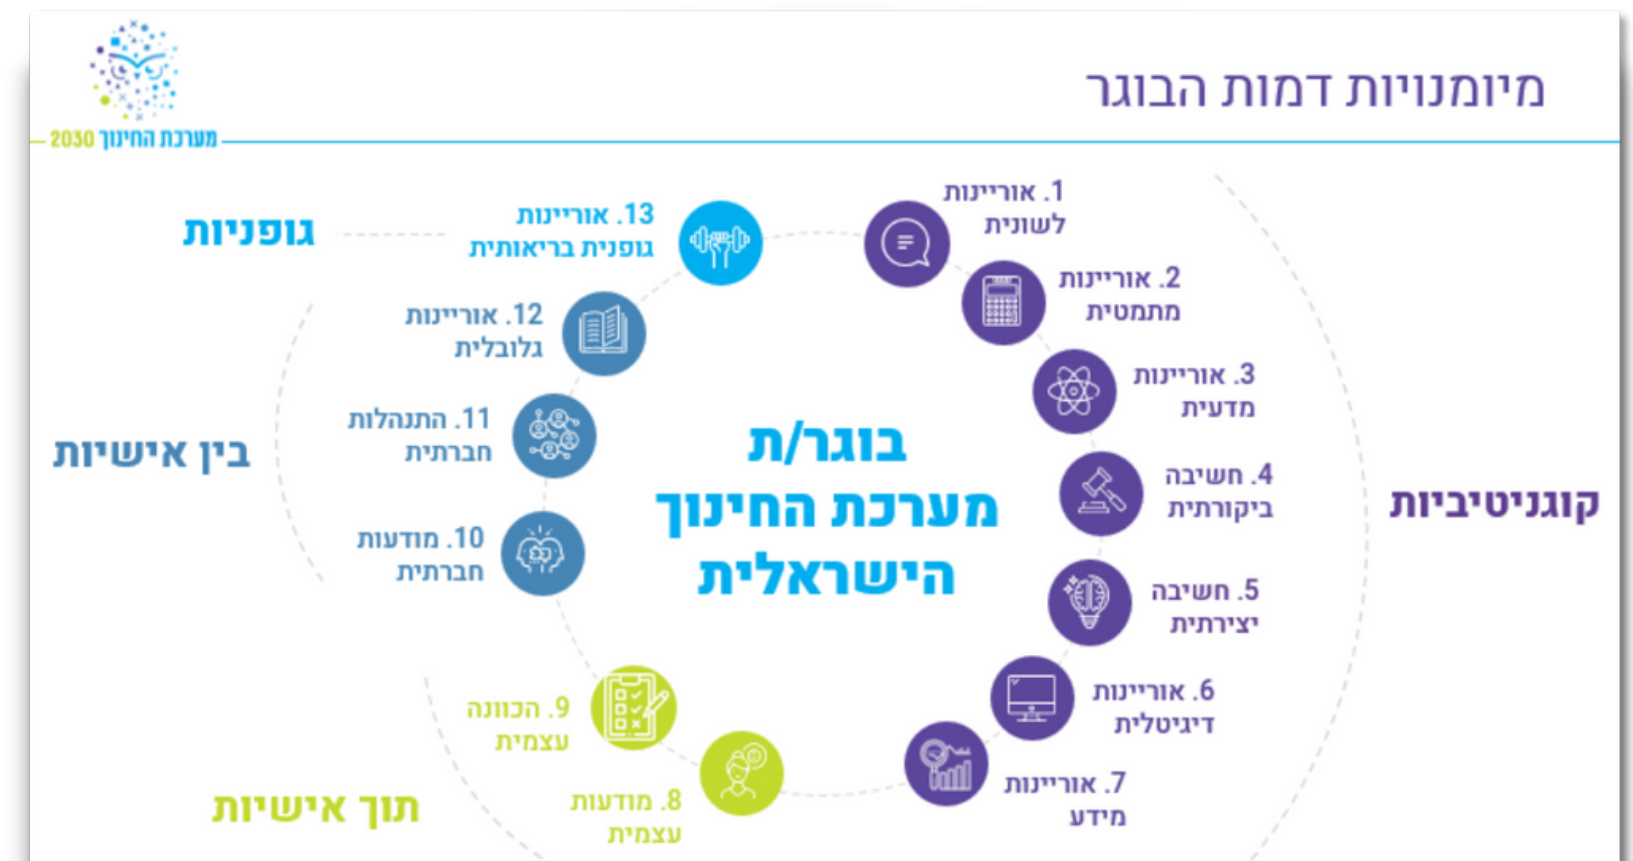 מיומנויות דמות הבוגר
מערכת החינוך 2030
1. אוריינות
לשונית
2. אוריינות
מתמטית
3. אוריינות
מדעית
4. חשיבה
ביקורתית
5. חשיבה
יצירתית
6. אוריינות
דיגיטלית
7. אוריינות
מידע
קוגניטיביות
8. מודעות
עצמית
9. הכוונה
עצמית
תוך אישיות
10. מודעות
חברתית
11. התנהלות
חברתית
12. אוריינות
גלובלית
בין אישיות
13. אוריינות
גופנית בריאותית
גופניות
בוגר/ת
מערכת החינוך
הישראלית